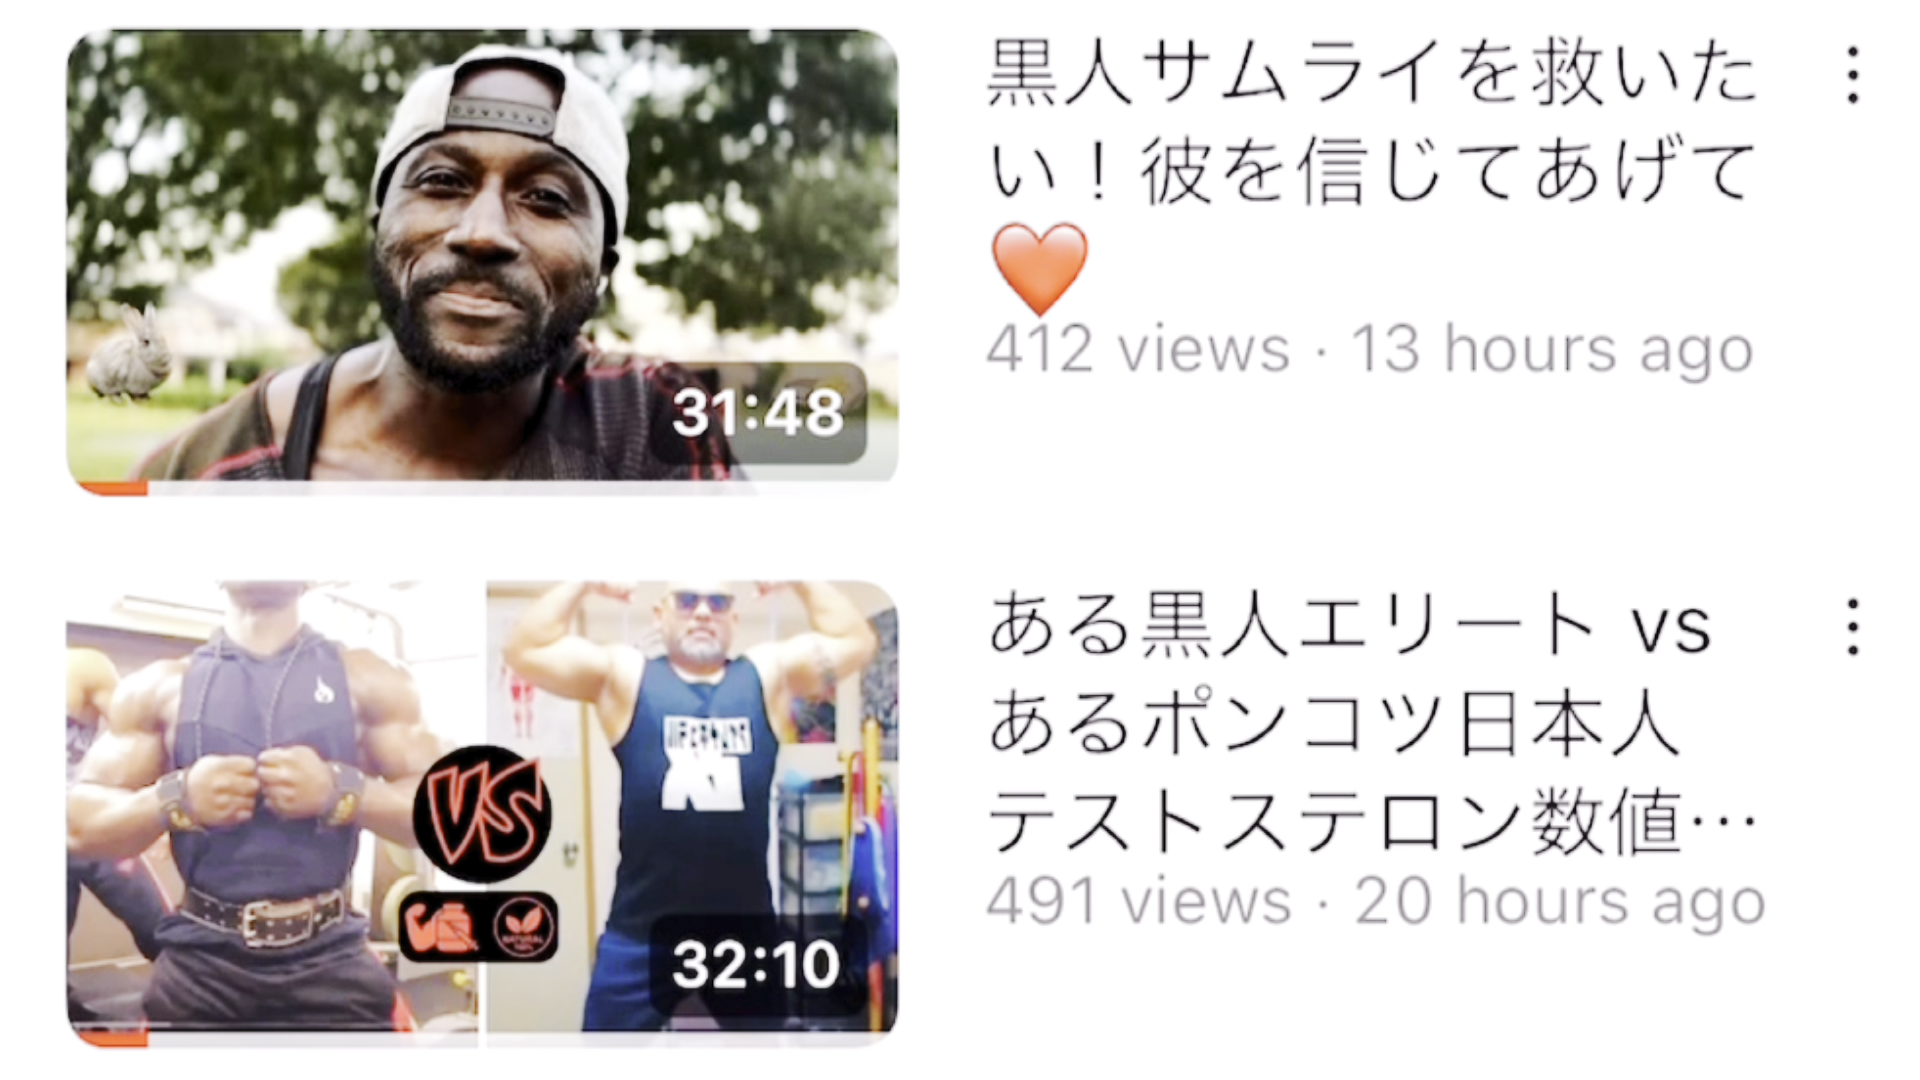 黒人サムライを救いた
い！彼を信じてあげて
🧡
412 views · 13 hours ago
31:48
ある黒人エリート vs
あるポンコツ日本人
テストステロン数値…
491 views · 20 hours ago
VS
NATURAL
32:10